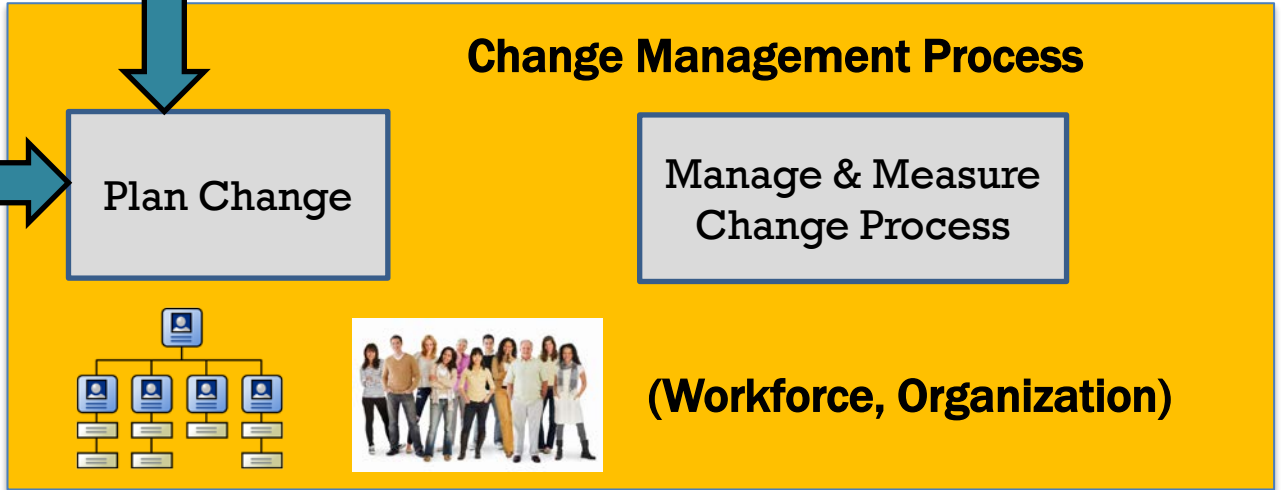 Change Management Process
Plan Change
Manage & Measure
Change Process
(Workforce, Organization)